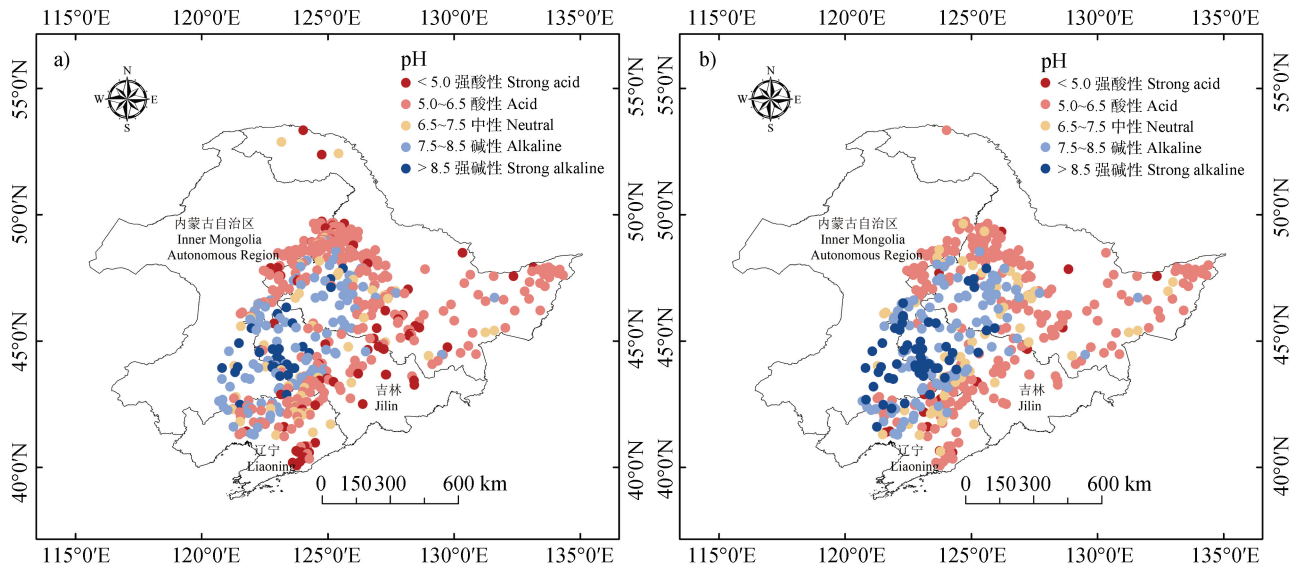 115°0′E 120°0′E 125°0′E 130°0′E 135°0′E
a)
N
W E
S
pH
< 5.0 强酸性 Strong acid
5.0~6.5 酸性 Acid
6.5~7.5 中性 Neutral
7.5~8.5 碱性 Alkaline
> 8.5 强碱性 Strong alkaline
55°0′N
50°0′N
45°0′N
40°0′N
内蒙古自治区
Inner Mongolia
Autonomous Region
吉林
Jilin
辽宁
Liaoning
0 150 300 600 km
55°0′N
50°0′N
45°0′N
40°0′N
115°0′E 120°0′E 125°0′E 130°0′E 135°0′E
115°0′E 120°0′E 125°0′E 130°0′E 135°0′E
b)
N
W E
S
pH
< 5.0 强酸性 Strong acid
5.0~6.5 酸性 Acid
6.5~7.5 中性 Neutral
7.5~8.5 碱性 Alkaline
> 8.5 强碱性 Strong alkaline
内蒙古自治区
Inner Mongolia
Autonomous Region
吉林
Jilin
辽宁
Liaoning
0 150 300 600 km
55°0′N
50°0′N
45°0′N
40°0′N
115°0′E 120°0′E 125°0′E 130°0′E 135°0′E